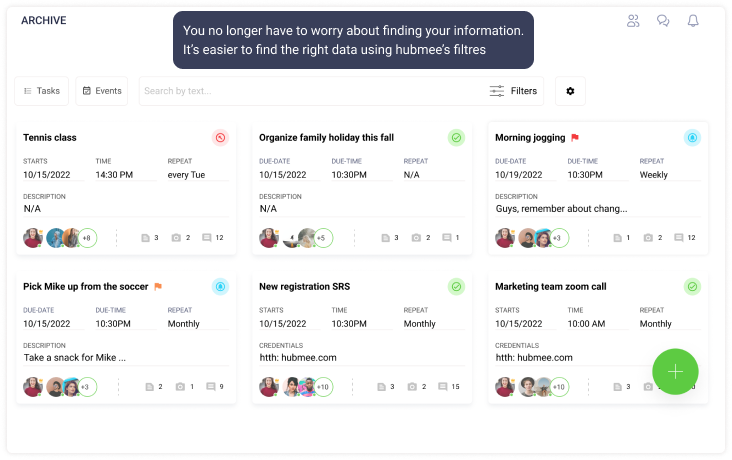 ARCHIVE
You no longer have to worry about finding your information.
It's easier to find the right data using hubmee's filtres
Tasks
Events
Search by text...
Filters
Tennis class
STARTS TIME REPEAT
10/15/2022 14:30 PM every Tue
DESCRIPTION
N/A
+8 3 2 12
Organize family holiday this fall
DUE-DATE DUE-TIME REPEAT
10/15/2022 10:30PM N/A
DESCRIPTION
N/A
4 +5 3 2 1
Morning jogging
DUE-DATE DUE-TIME REPEAT
10/19/2022 10:30PM Weekly
DESCRIPTION
Guys, remember about chang...
+3 1 2 12
Pick Mike up from the soccer
DUE-DATE DUE-TIME REPEAT
10/15/2022 10:30PM Monthly
DESCRIPTION
Take a snack for Mike ...
+3 2 1 9
New registration SRS
STARTS TIME REPEAT
10/15/2022 10:30PM Monthly
CREDENTIALS
htth: hubmee.com
+10 3 2 15
Marketing team zoom call
STARTS TIME REPEAT
10/15/2022 10:00 AM Monthly
CREDENTIALS
htth: hubmee.com
+10 3